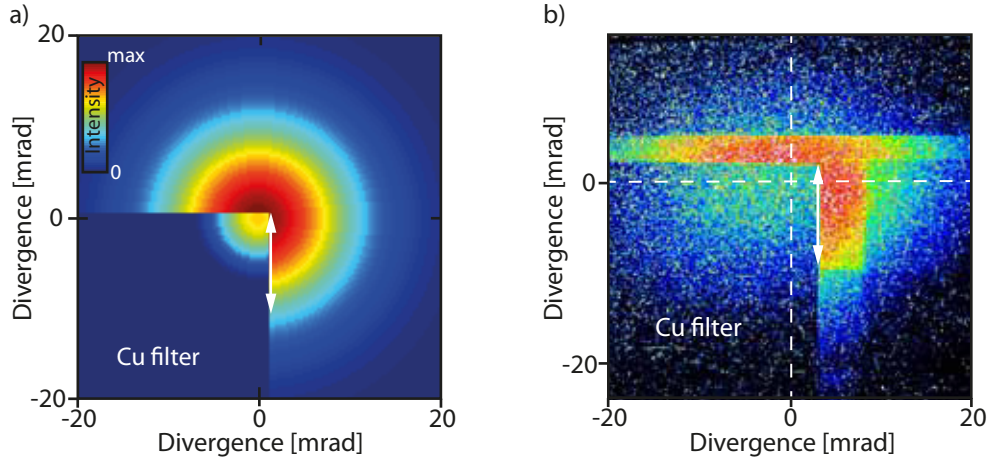 a)
20
max
Intensity
0
Divergence [mrad]
0
Cu filter
-20
-20
0
20
Divergence [mrad]
b)
Divergence [mrad]
0
-20
Cu filter
-20
0
20
Divergence [mrad]